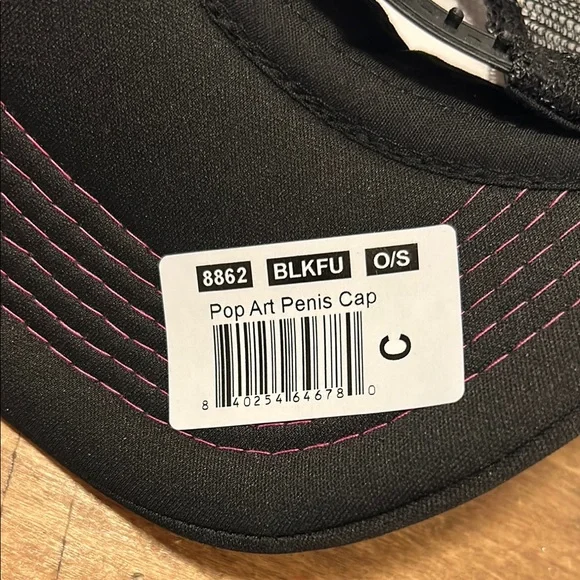 8862 BLKFU O/S
Pop Art Penis Cap
C
8 40254 64678 0